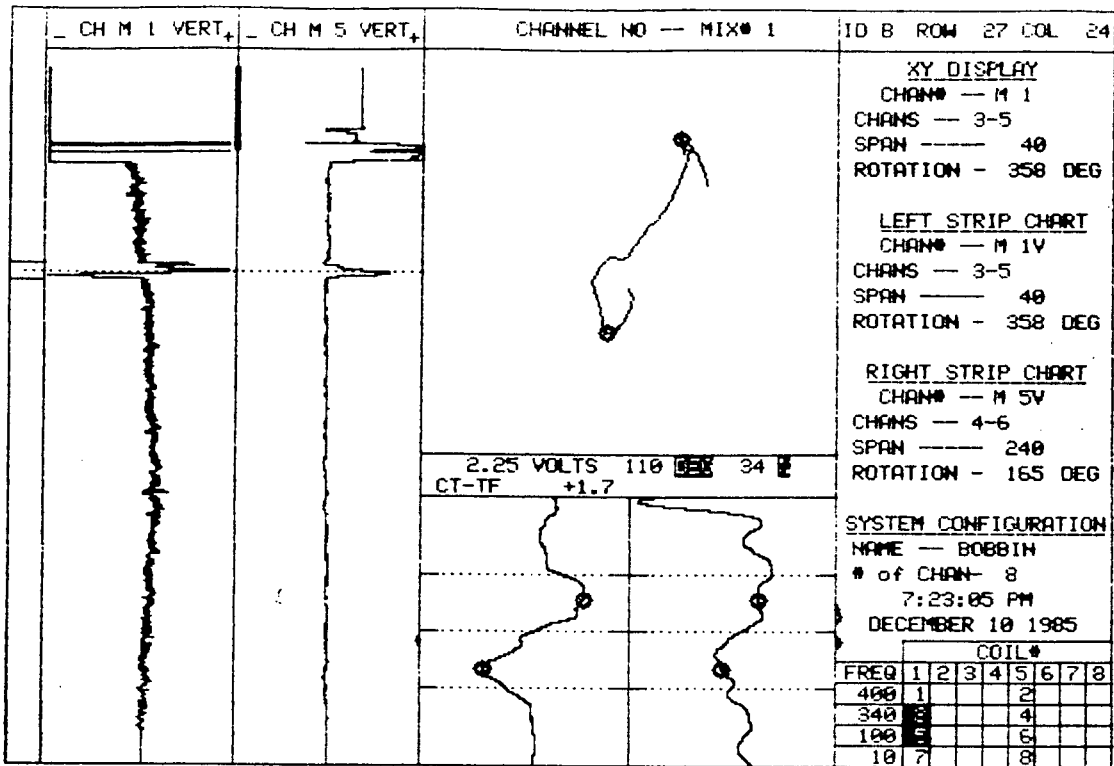 _ CH M 1 VERT +
_ CH M 5 VERT +
CHANNEL NO -- MIX# 1
ID B ROW 27 COL 24
XY DISPLAY
CHAN# -- M 1
CHANS -- 3-5
SPAN ----- 40
ROTATION - 358 DEG
LEFT STRIP CHART
CHAN# -- M 1V
CHANS -- 3-5
SPAN ----- 40
ROTATION - 358 DEG
RIGHT STRIP CHART
CHAN# -- M 5V
CHANS -- 4-6
SPAN ----- 240
ROTATION - 165 DEG
2.25 VOLTS 110 DEG 34
CT-TF +1.7
SYSTEM CONFIGURATION
NAME -- BOBBIN
# of CHAN- 8
7:23:05 PM
DECEMBER 10 1985
COIL#
FREQ 1 2 3 4 5 6 7 8
400 1 2
340 4
100 6
10 7 8